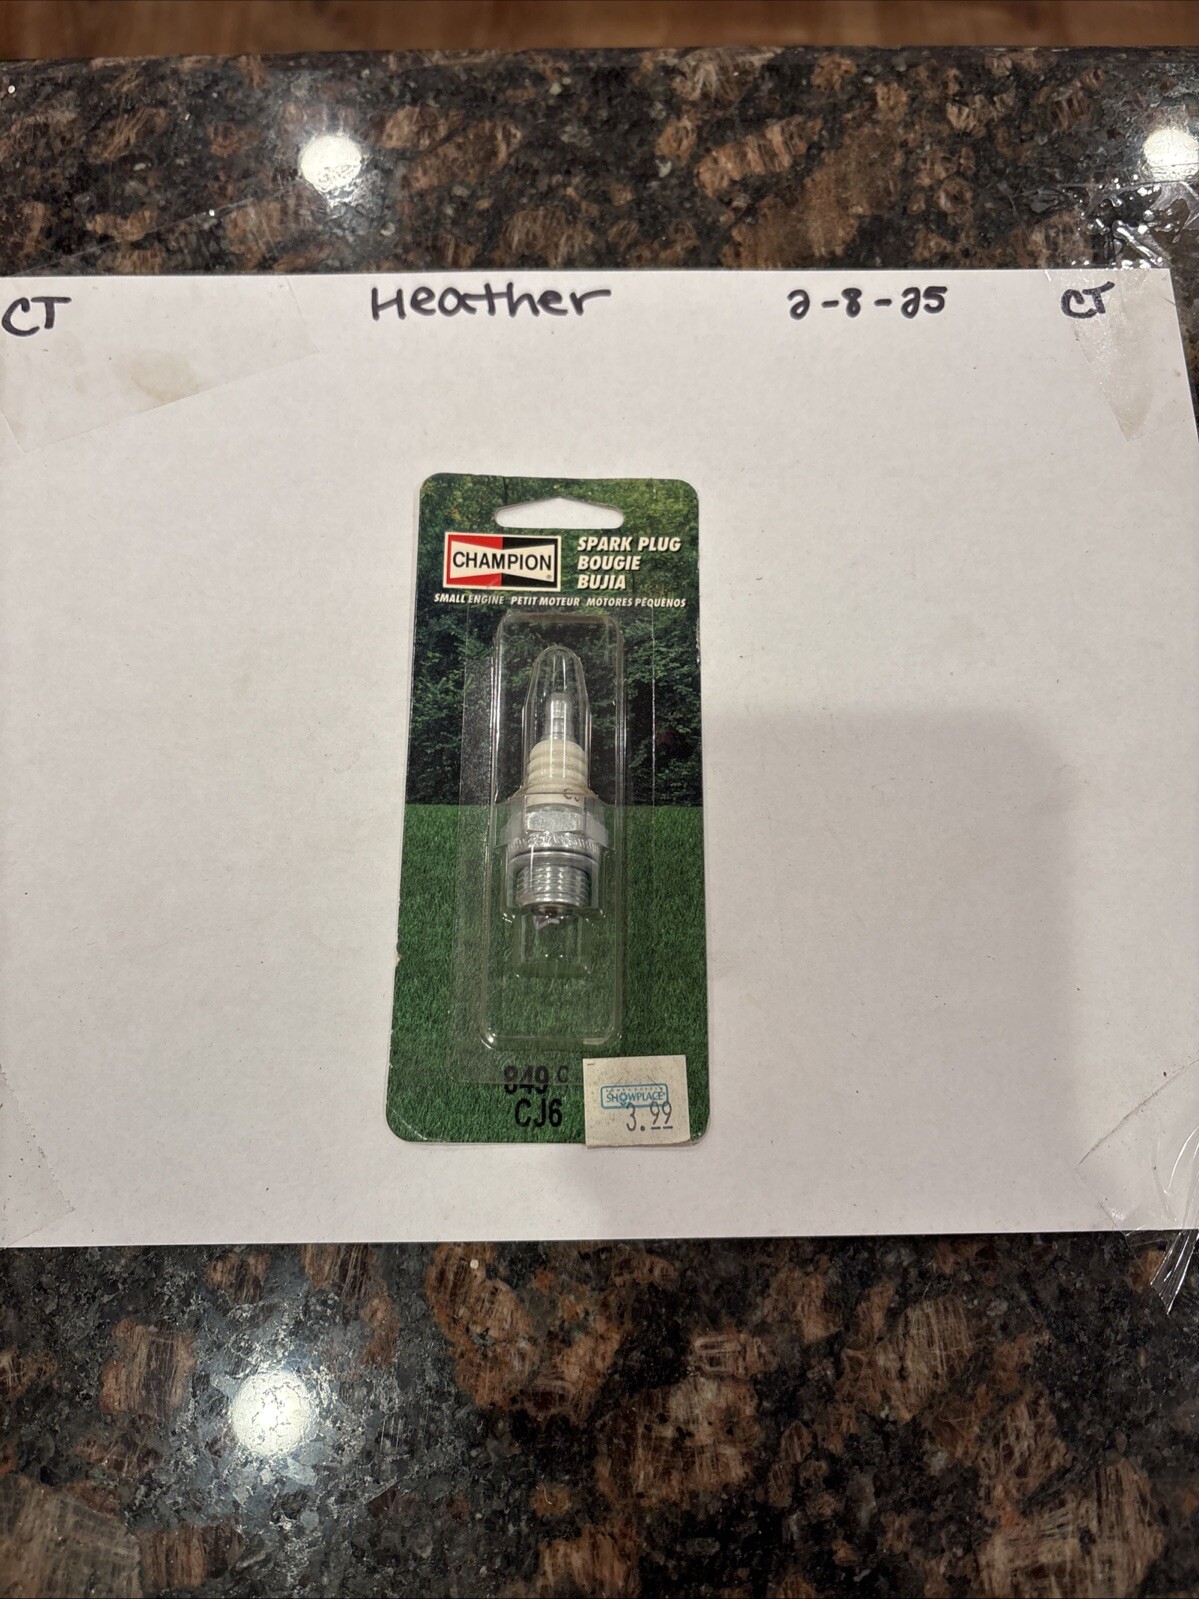 CT Heather 2-8-25 CT
CHAMPION
SPARK PLUG
BOUGIE
BUJIA
SMALL ENGINE PETIT MOTEUR MOTORES PEQUENOS
849 C
CJ6
SHOWPLACE
3.99